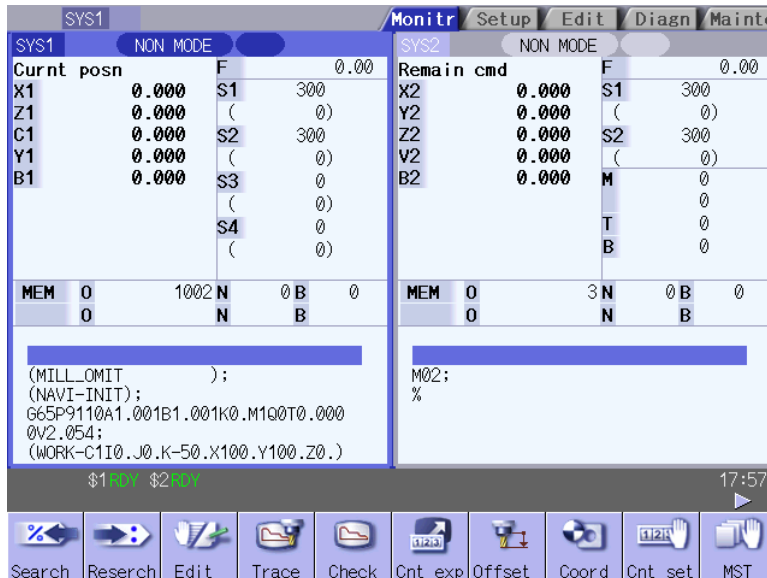 SYS1
Monitr Setup Edit Diagn Mainte
SYS1 NON MODE
Curnt posn F 0.00
X1 0.000 S1 300
Z1 0.000 ( 0)
C1 0.000 S2 300
Y1 0.000 ( 0)
B1 0.000 S3 0
( 0)
S4 0
( 0)
MEM O 1002 N 0 B 0
O N B
(MILL_OMIT );
(NAVI-INIT);
G65P9110A1.001B1.001K0.M1Q0T0.000
0V2.054;
(WORK-C1I0.J0.K-50.X100.Y100.Z0.)
SYS2 NON MODE
Remain cmd F 0.00
X2 0.000 S1 300
Y2 0.000 ( 0)
Z2 0.000 S2 300
V2 0.000 ( 0)
B2 0.000 M 0
0
T 0
B 0
MEM O 3 N 0 B 0
O N B
M02;
%
$1RDY $2RDY 17:57
Search Reserch Edit Trace Check Cnt exp Offset Coord Cnt set MST